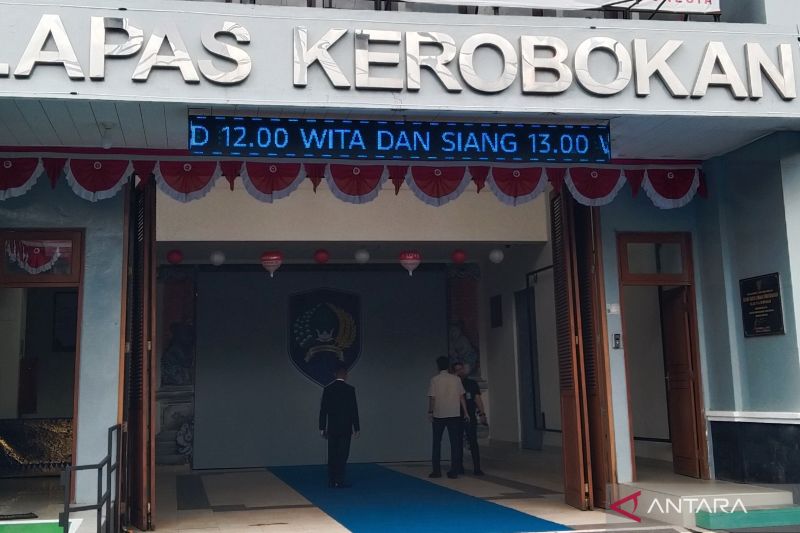 LAPAS KEROBOKAN
D 12.00 WITA DAN SIANG 13.00 W
ANTARA